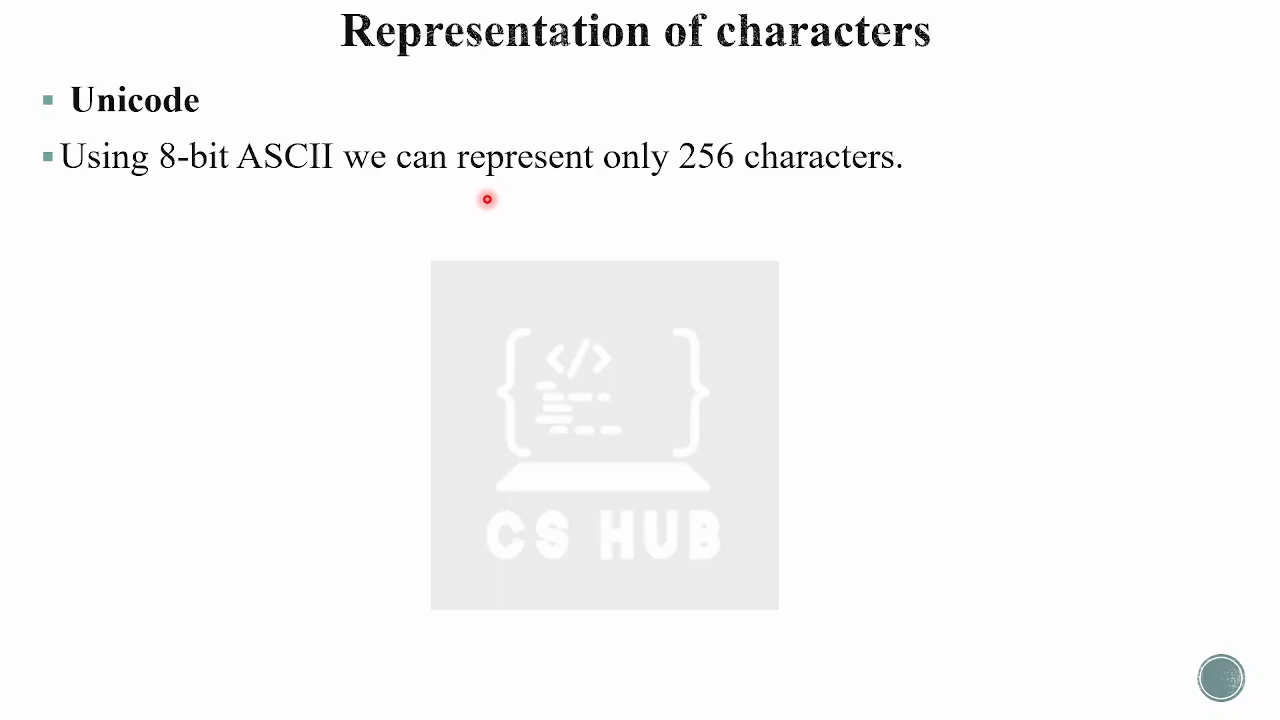 Representation of characters
Unicode
Using 8-bit ASCII we can represent only 256 characters.
</>
CS HUB